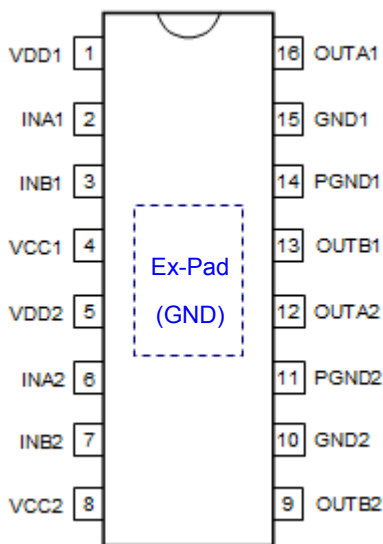 VDD1 1 16 OUTA1
INA1 2 15 GND1
INB1 3 14 PGND1
VCC1 4 13 OUTB1
Ex-Pad
(GND)
VDD2 5 12 OUTA2
INA2 6 11 PGND2
INB2 7 10 GND2
VCC2 8 9 OUTB2